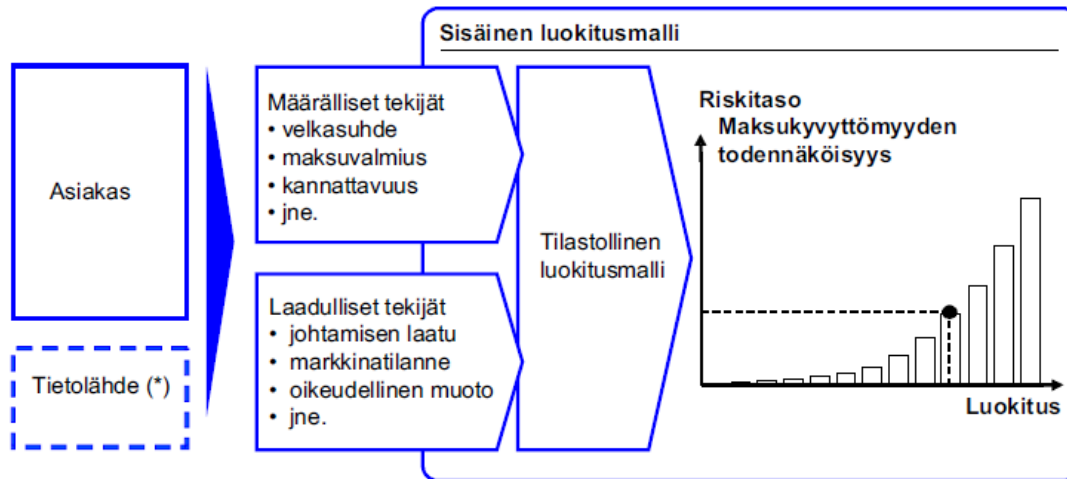 Sisäinen luokitusmalli
Asiakas
Tietolähde (*)
Määrälliset tekijät
• velkasuhde
• maksuvalmius
• kannattavuus
• jne.
Laadulliset tekijät
• johtamisen laatu
• markkinatilanne
• oikeudellinen muoto
• jne.
Tilastollinen
luokitusmalli
Riskitaso
Maksukyvyttömyyden
todennäköisyys
Luokitus